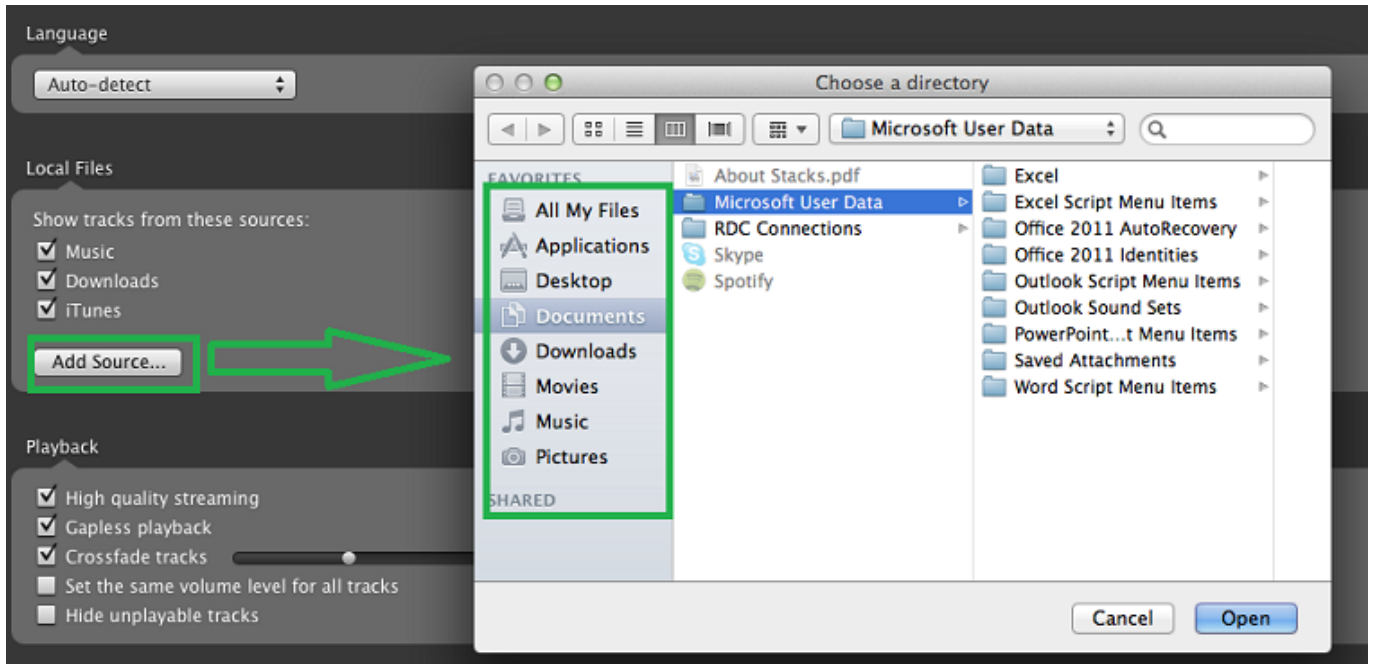 Language
Auto-detect
Local Files
Show tracks from these sources:
Music
Downloads
iTunes
Add Source...
Playback
High quality streaming
Gapless playback
Crossfade tracks
Set the same volume level for all tracks
Hide unplayable tracks
Choose a directory
Microsoft User Data
FAVORITES
All My Files
Applications
Desktop
Documents
Downloads
Movies
Music
Pictures
SHARED
About Stacks.pdf
Microsoft User Data
RDC Connections
Skype
Spotify
Excel
Excel Script Menu Items
Office 2011 AutoRecovery
Office 2011 Identities
Outlook Script Menu Items
Outlook Sound Sets
PowerPoint...t Menu Items
Saved Attachments
Word Script Menu Items
Cancel
Open